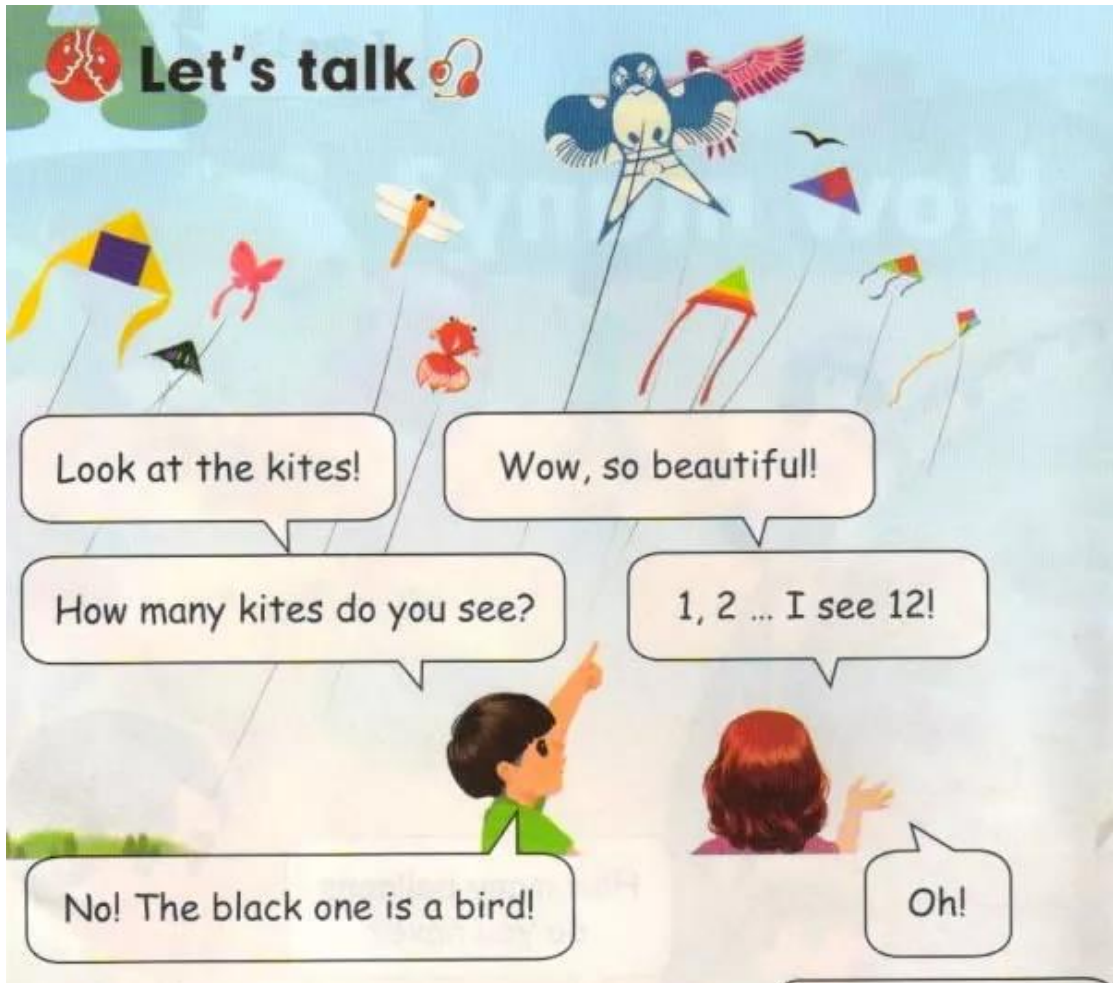 Let's talk
Look at the kites!
Wow, so beautiful!
How many kites do you see?
1, 2 ... I see 12!
No! The black one is a bird!
Oh!